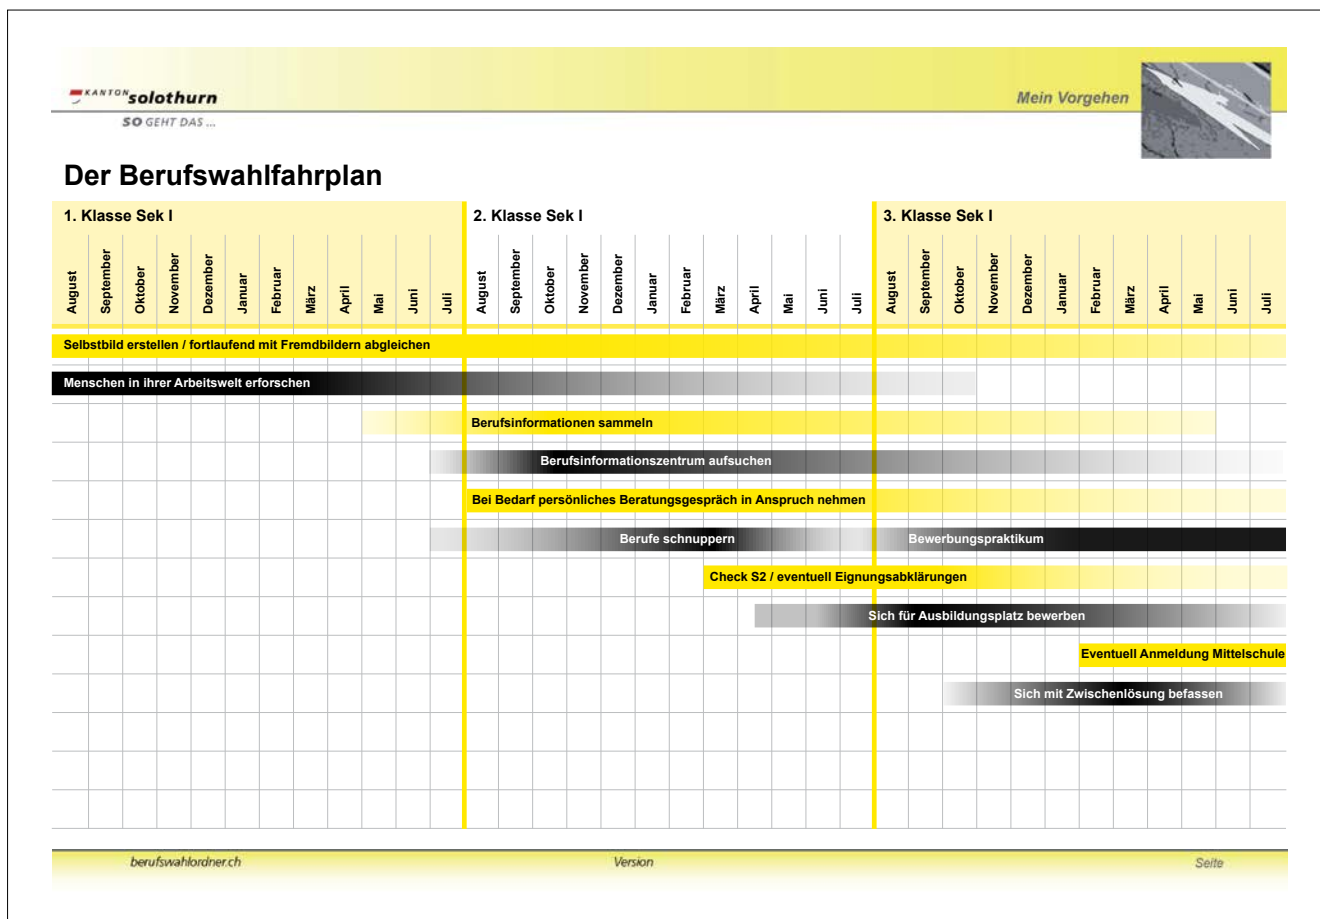 KANTON solothurn
Mein Vorgehen
SO GEHT DAS ...
Der Berufswahlfahrplan
1. Klasse Sek I
2. Klasse Sek I
3. Klasse Sek I
August September Oktober November Dezember Januar Februar März April Mai Juni Juli August September Oktober November Dezember Januar Februar März April Mai Juni Juli August September Oktober November Dezember Januar Februar März April Mai Juni Juli
Selbstbild erstellen / fortlaufend mit Fremdbildern abgleichen
Menschen in ihrer Arbeitswelt erforschen
Berufsinformationen sammeln
Berufsinformationszentrum aufsuchen
Bei Bedarf persönliches Beratungsgespräch in Anspruch nehmen
Berufe schnuppern
Bewerbungspraktikum
Check S2 / eventuell Eignungsabklärungen
Sich für Ausbildungsplatz bewerben
Eventuell Anmeldung Mittelschule
Sich mit Zwischenlösung befassen
berufswahlordner.ch
Version
Seite